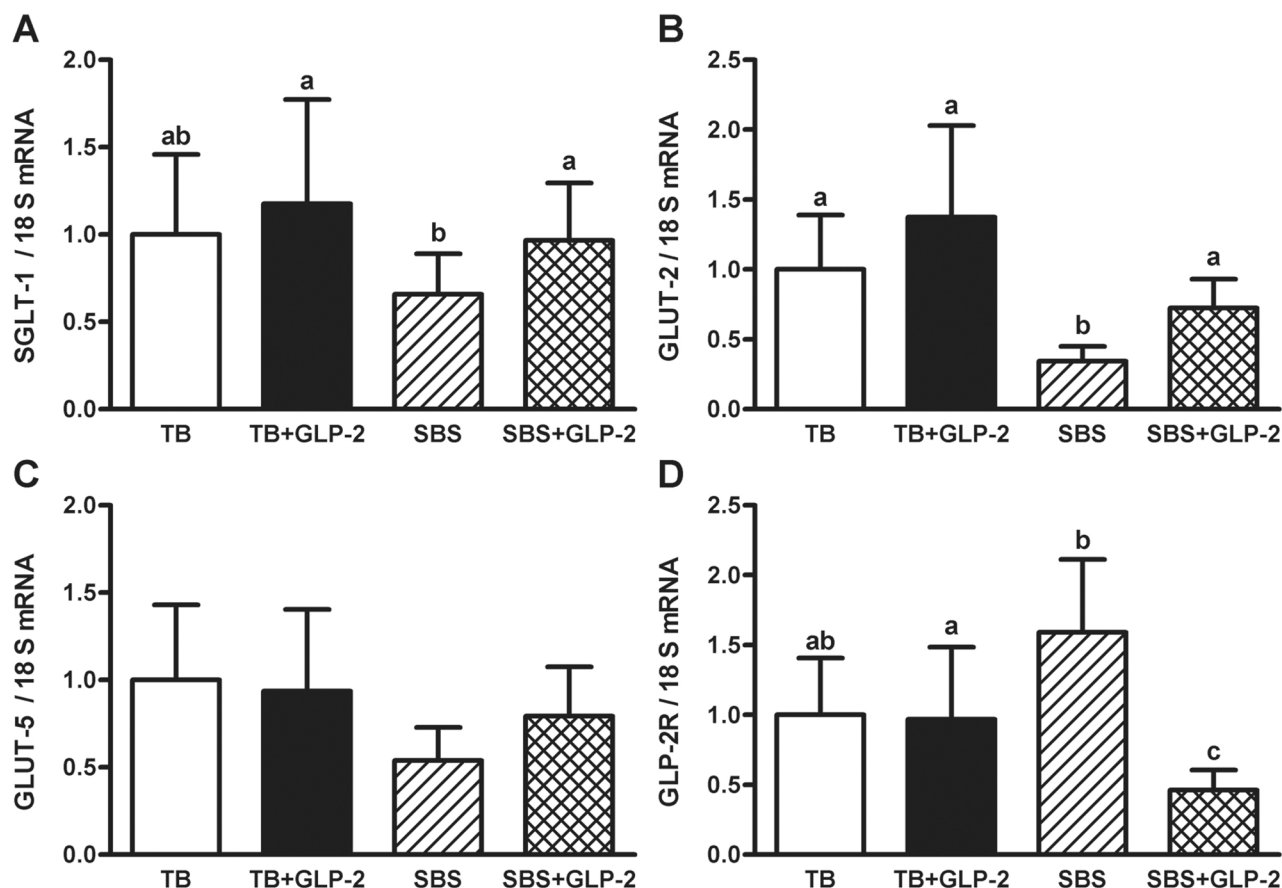 A
SGLT-1 / 18 S mRNA
2.0
1.5
1.0
0.5
0.0
ab
a
b
a
TB TB+GLP-2 SBS SBS+GLP-2
B
GLUT-2 / 18 S mRNA
2.5
2.0
1.5
1.0
0.5
0.0
a
a
b
a
TB TB+GLP-2 SBS SBS+GLP-2
C
GLUT-5 / 18 S mRNA
2.0
1.5
1.0
0.5
0.0
TB TB+GLP-2 SBS SBS+GLP-2
D
GLP-2R / 18 S mRNA
2.5
2.0
1.5
1.0
0.5
0.0
ab
a
b
c
TB TB+GLP-2 SBS SBS+GLP-2